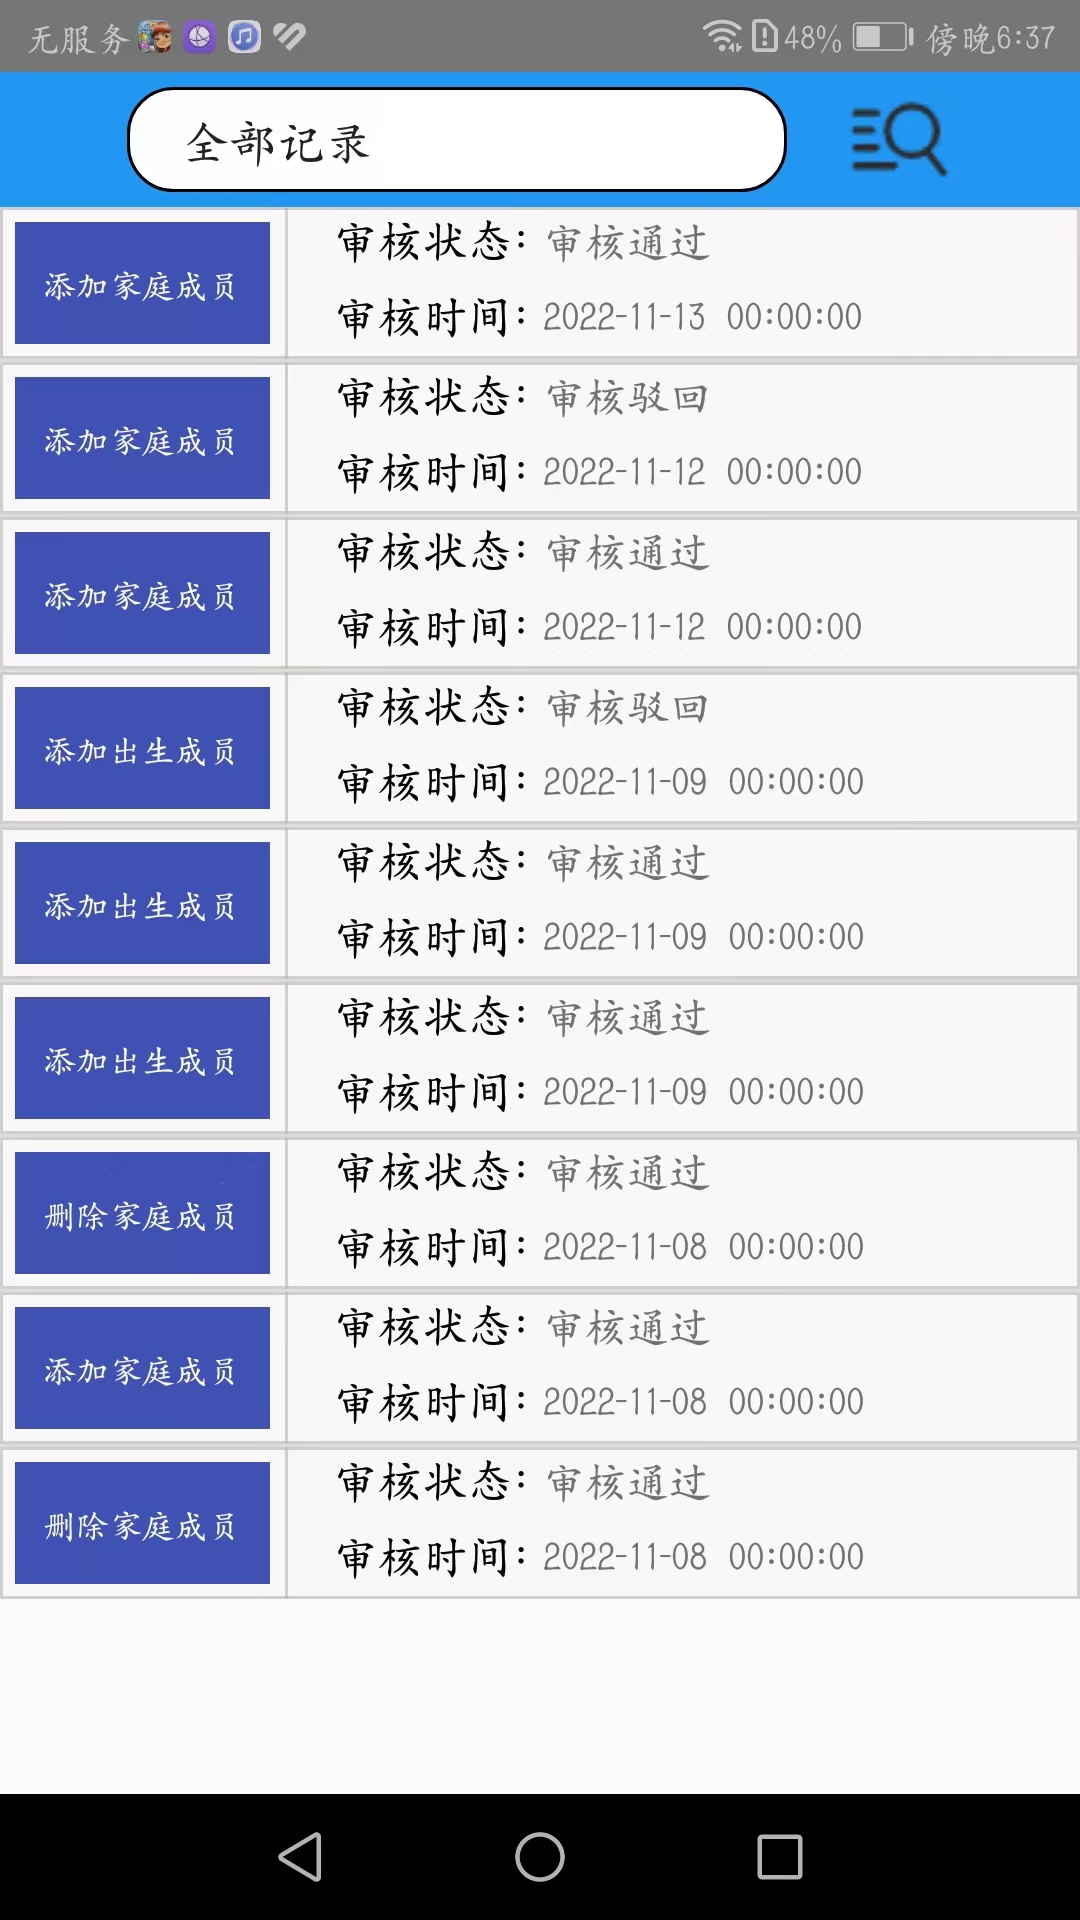 无服务 48% 傍晚6:37
全部记录
添加家庭成员
审核状态：审核通过
审核时间：2022-11-13 00:00:00
添加家庭成员
审核状态：审核驳回
审核时间：2022-11-12 00:00:00
添加家庭成员
审核状态：审核通过
审核时间：2022-11-12 00:00:00
添加出生成员
审核状态：审核驳回
审核时间：2022-11-09 00:00:00
添加出生成员
审核状态：审核通过
审核时间：2022-11-09 00:00:00
添加出生成员
审核状态：审核通过
审核时间：2022-11-09 00:00:00
删除家庭成员
审核状态：审核通过
审核时间：2022-11-08 00:00:00
添加家庭成员
审核状态：审核通过
审核时间：2022-11-08 00:00:00
删除家庭成员
审核状态：审核通过
审核时间：2022-11-08 00:00:00